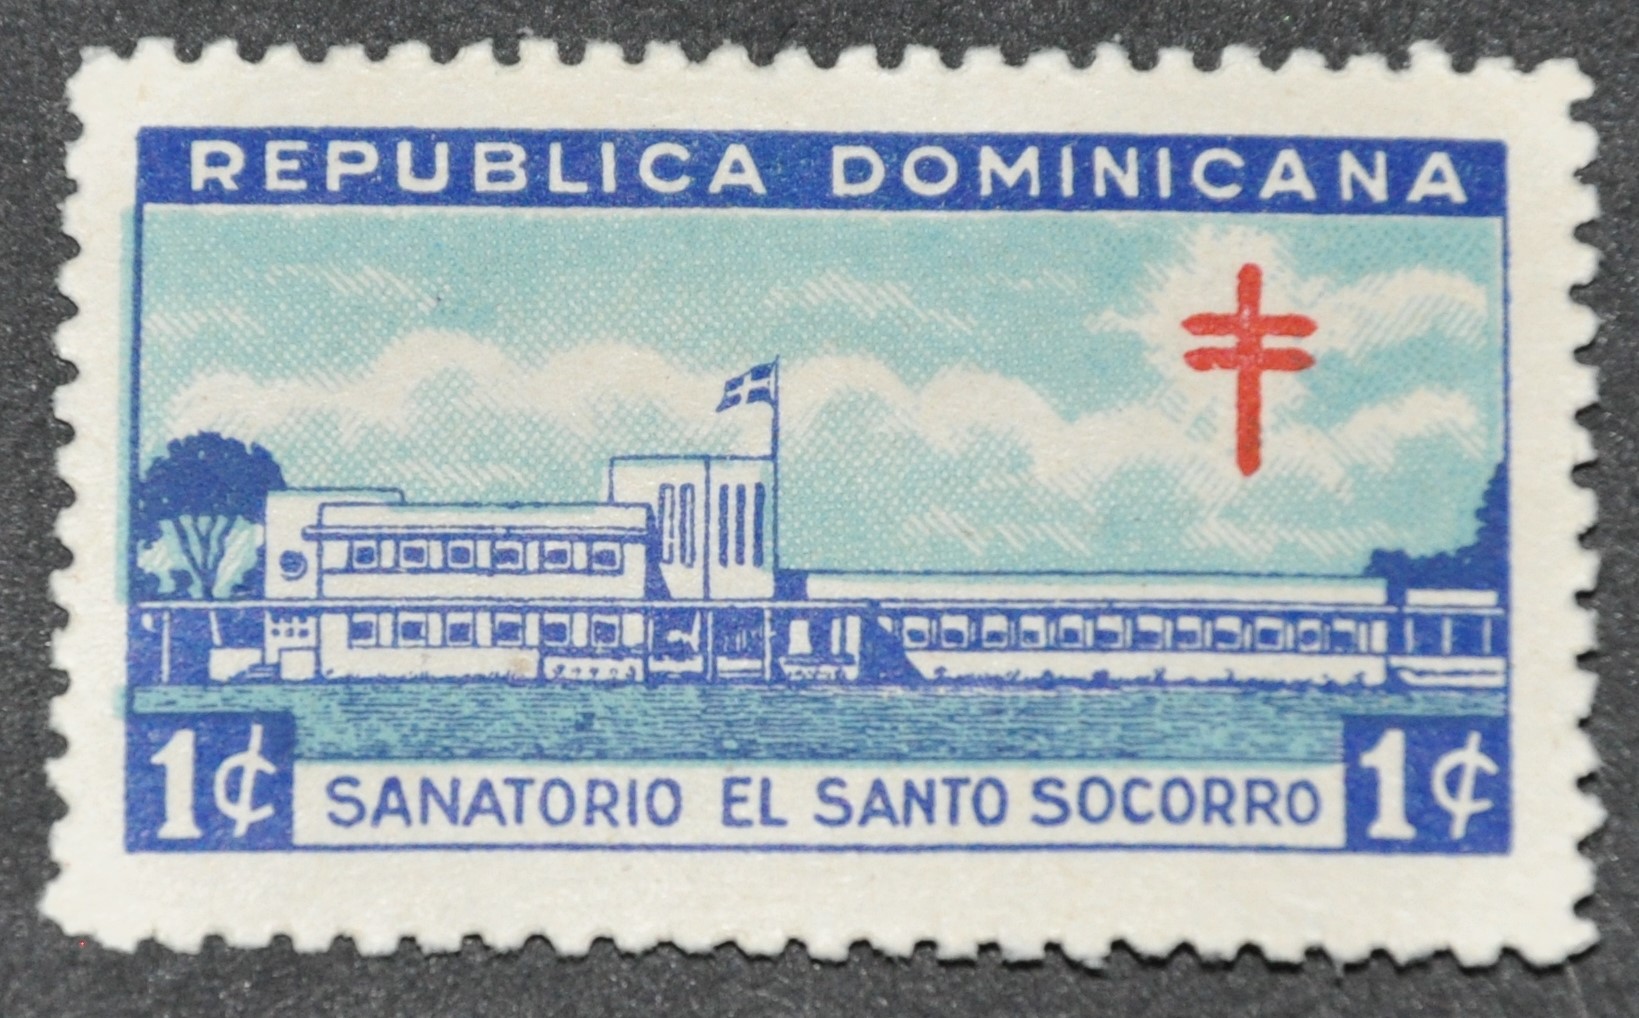 REPUBLICA DOMINICANA
1¢ SANATORIO EL SANTO SOCORRO 1¢